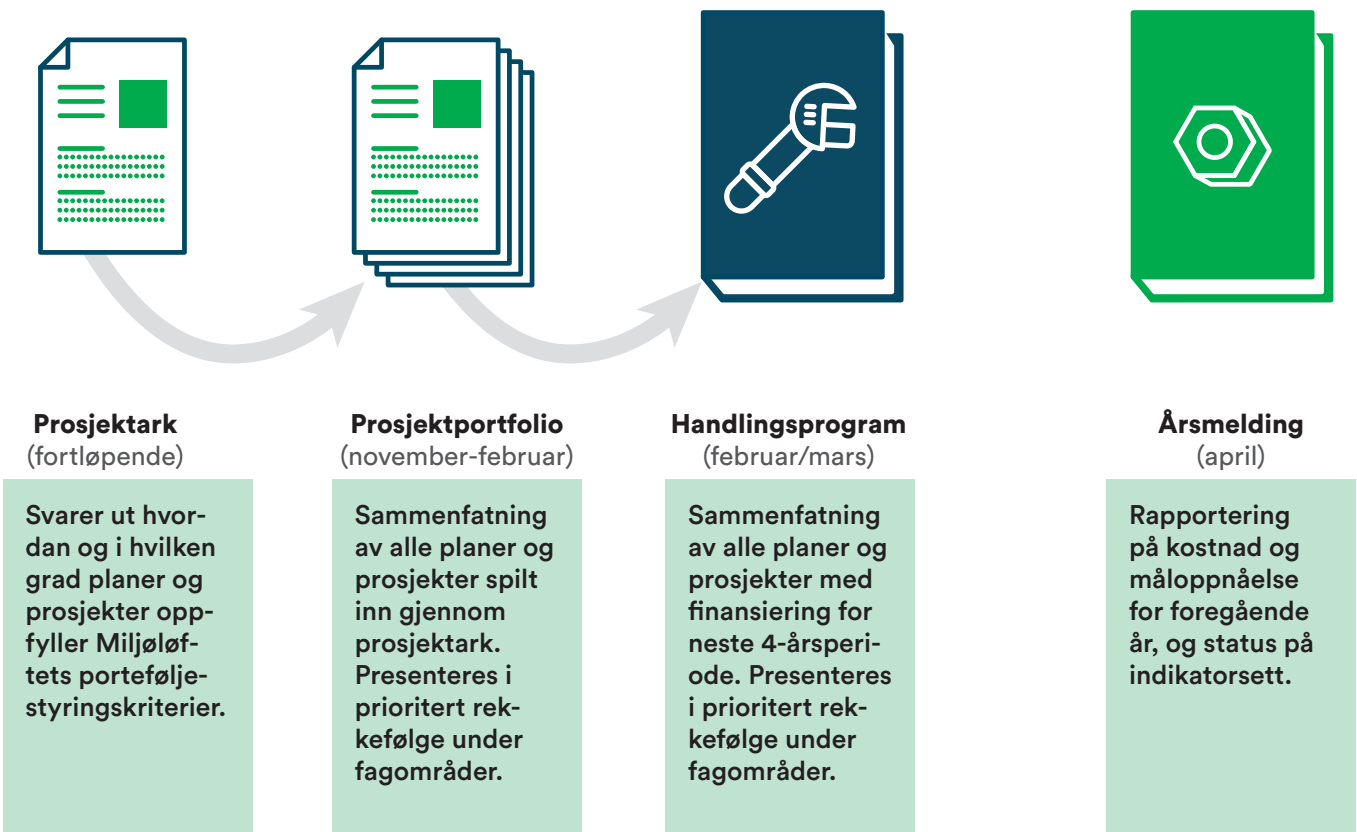 Prosjektark
(fortløpende)
Svarer ut hvor-
dan og i hvilken
grad planer og
prosjekter opp-
fyller Miljøløf-
tets portefølje-
styringskriterier.
Prosjektportfolio
(november-februar)
Sammenfatning
av alle planer og
prosjekter spilt
inn gjennom
prosjektark.
Presenteres i
prioritert rek-
kefølge under
fagområder.
Handlingsprogram
(februar/mars)
Sammenfatning
av alle planer og
prosjekter med
finansiering for
neste 4-årsperi-
ode. Presenteres
i prioritert rek-
kefølge under
fagområder.
Årsmelding
(april)
Rapportering
på kostnad og
måloppnåelse
for foregående
år, og status på
indikatorsett.